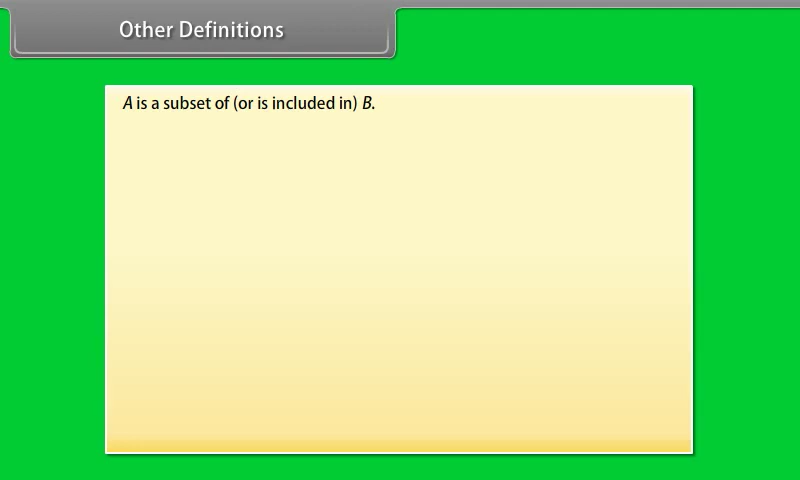 Other Definitions
A is a subset of (or is included in) B.